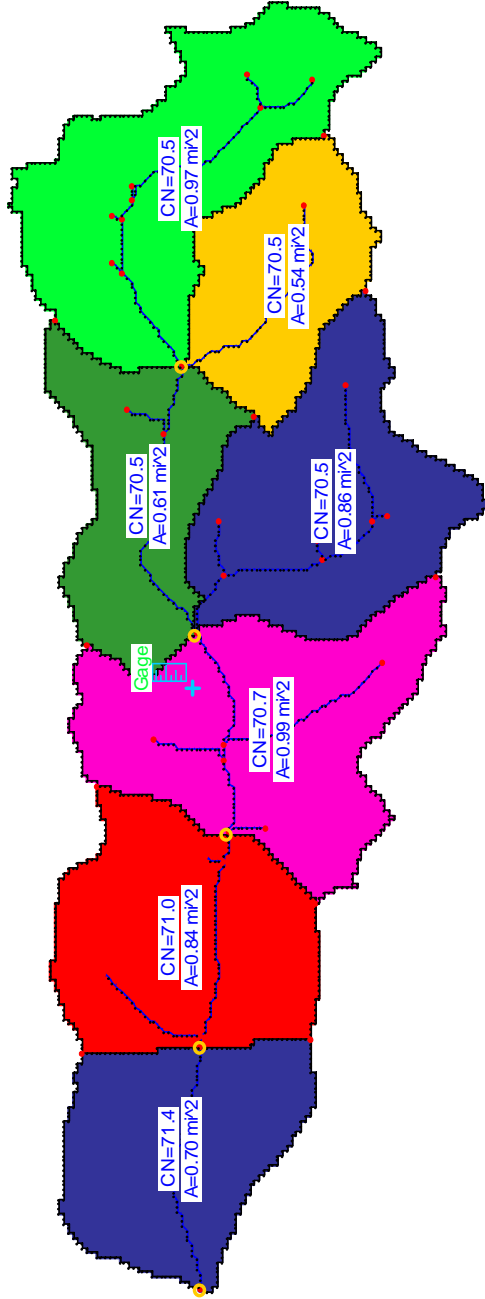 CN=70.5
A=0.97 mi^2
CN=70.5
A=0.54 mi^2
CN=70.5
A=0.61 mi^2
CN=70.5
A=0.86 mi^2
Gage
CN=70.7
A=0.99 mi^2
CN=71.0
A=0.84 mi^2
CN=71.4
A=0.70 mi^2